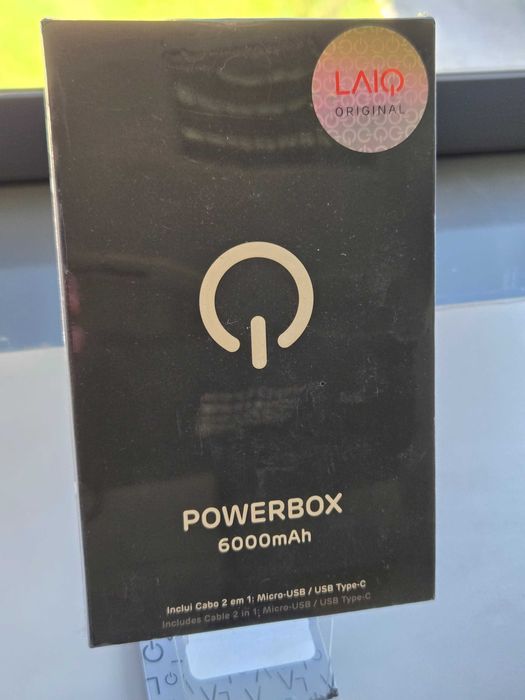 LAIQ
ORIGINAL
POWERBOX
6000mAh
Inclui Cabo 2 em 1: Micro-USB / USB Type-C
Includes Cable 2 in 1: Micro-USB / USB Type-C